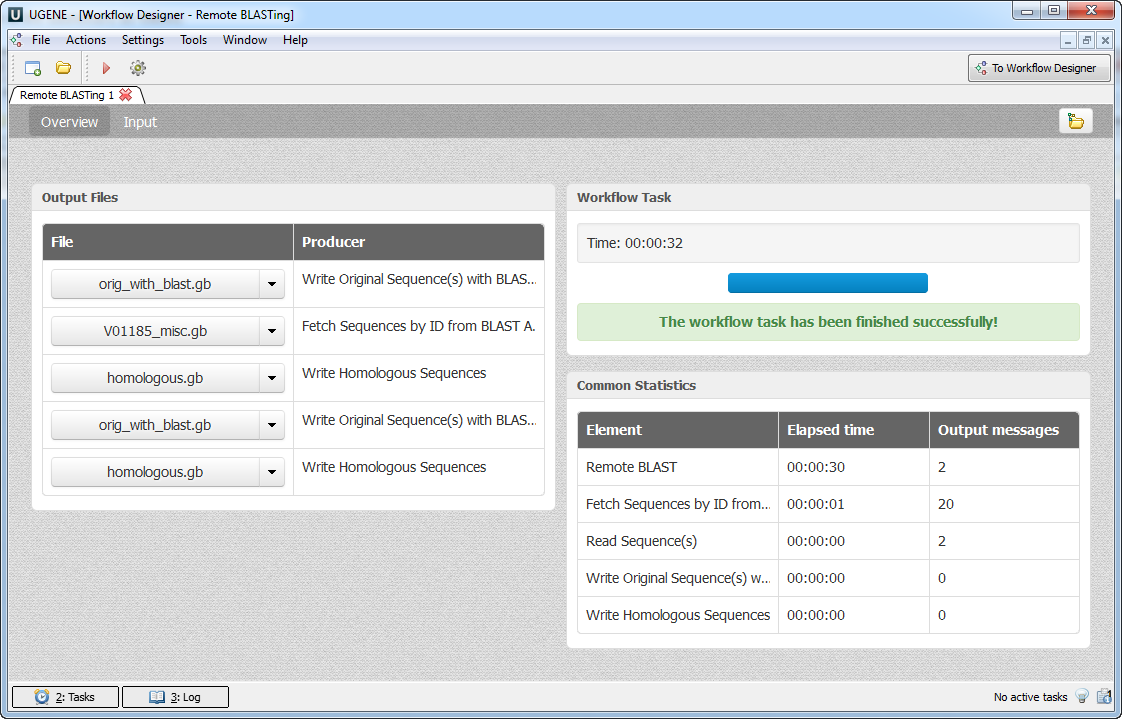 UGENE - [Workflow Designer - Remote BLASTing]
File Actions Settings Tools Window Help
To Workflow Designer
Remote BLASTing 1
Overview Input
Output Files
File Producer
orig_with_blast.gb Write Original Sequence(s) with BLAS...
V01185_misc.gb Fetch Sequences by ID from BLAST A.
homologous.gb Write Homologous Sequences
orig_with_blast.gb Write Original Sequence(s) with BLAS...
homologous.gb Write Homologous Sequences
Workflow Task
Time: 00:00:32
The workflow task has been finished successfully!
Common Statistics
Element Elapsed time Output messages
Remote BLAST 00:00:30 2
Fetch Sequences by ID from... 00:00:01 20
Read Sequence(s) 00:00:00 2
Write Original Sequence(s) w... 00:00:00 0
Write Homologous Sequences 00:00:00 0
2: Tasks 3: Log No active tasks